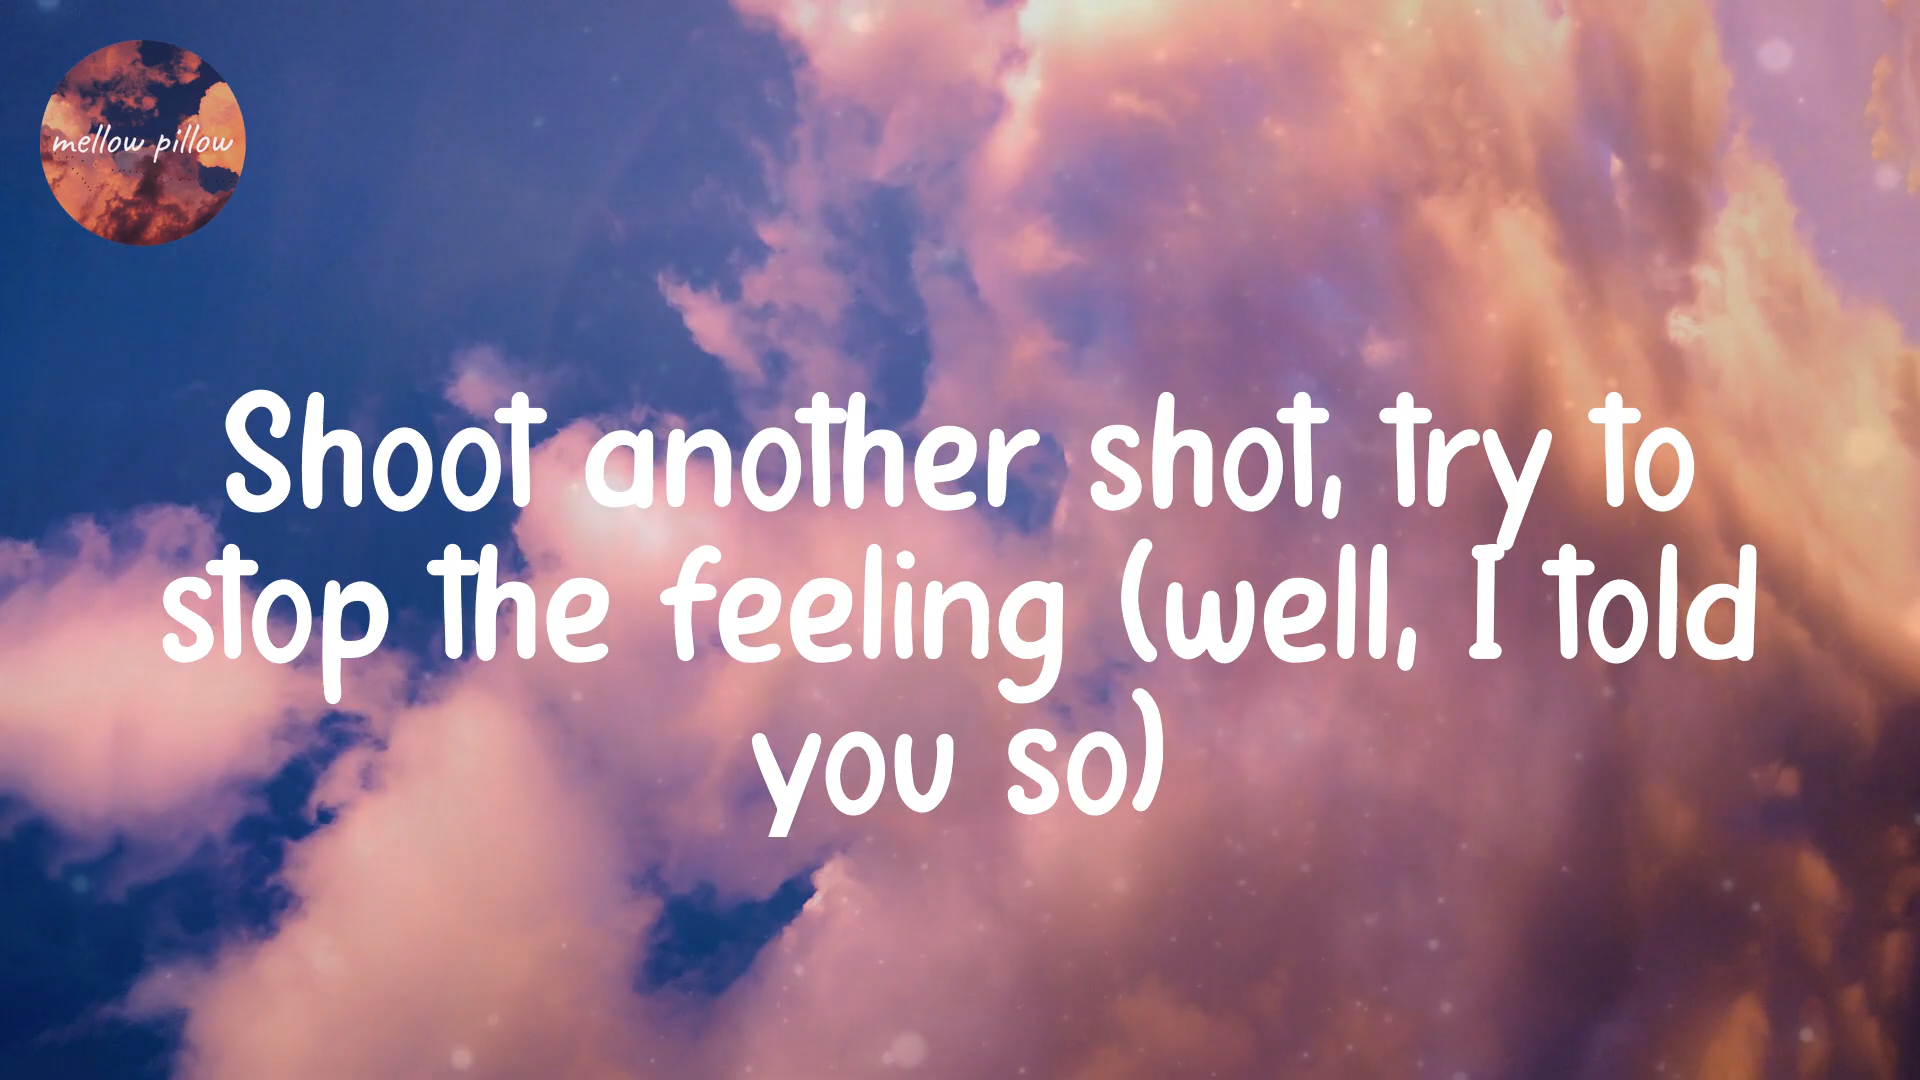 mellow pillow
Shoot another shot, try to
stop the feeling (well, I told
you so)